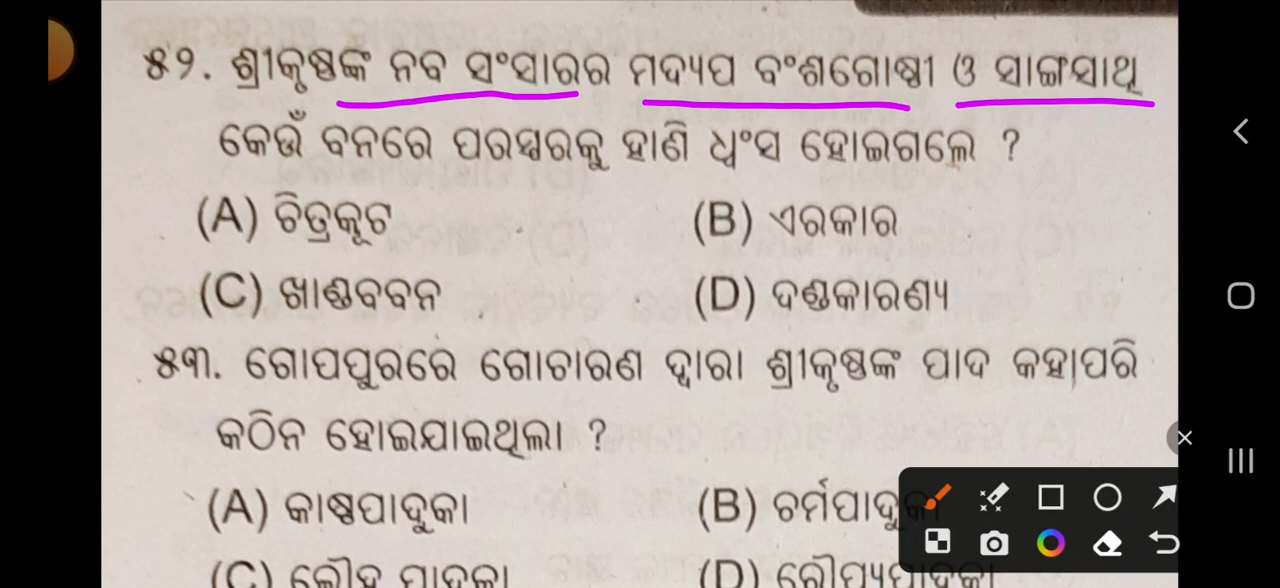 ୫୨. ଶ୍ରୀକୃଷ୍ଣଙ୍କ ନବ ସଂସାରର ମଦ୍ୟପ ବଂଶଗୋଷ୍ଠୀ ଓ ସାଙ୍ଗସାଥି
କେଉଁ ବନରେ ପରସ୍ପରକୁ ହାଣି ଧ୍ୱଂସ ହୋଇଗଲେ ?
(A) ଚିତ୍ରକୂଟ (B) ଏରକାର
(C) ଖାଣ୍ଡବବନ (D) ଦଣ୍ଡକାରଣ୍ୟ
୫୩. ଗୋପପୁରରେ ଗୋଚାରଣ ଦ୍ୱାରା ଶ୍ରୀକୃଷ୍ଣଙ୍କ ପାଦ କାହାପରି
କଠିନ ହୋଇଯାଇଥିଲା ?
(A) କାଷ୍ଠପାଦୁକା (B) ଚର୍ମପାଦୁକା
(C) ଲୌହ ପାଦୁକା (D) ରୌପ୍ୟପାଦୁକା